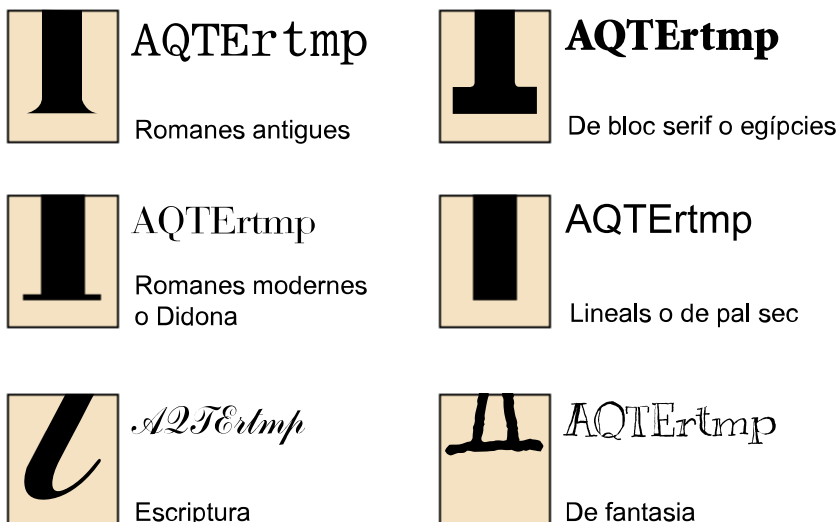 AQTErtmp
Romanes antigues
AQTErtmp
De bloc serif o egípcies
AQTErtmp
Romanes modernes
o Didona
AQTErtmp
Lineals o de pal sec
AQTErtmp
Escriptura
AQTErtmp
De fantasia